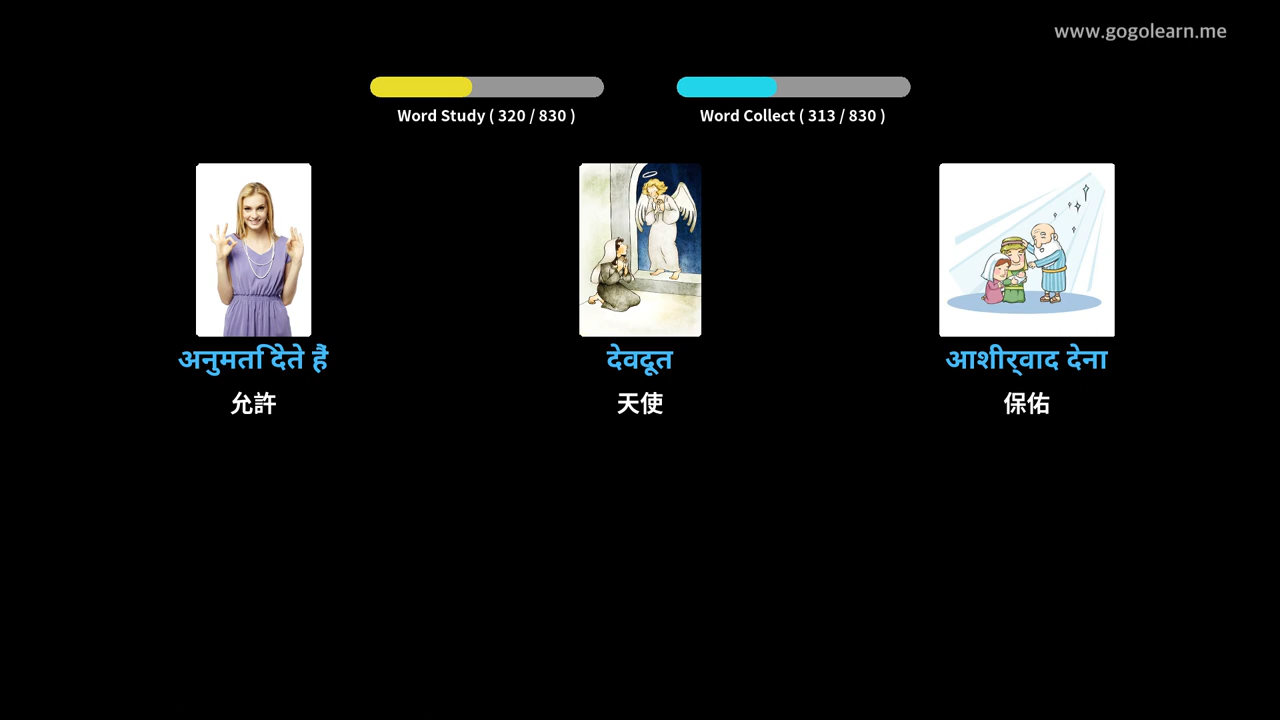 www.gogolearn.me
Word Study ( 320 / 830 )
Word Collect ( 313 / 830 )
अनुमति देते हैं
देवदूत
आशीर्वाद देना
允許
天使
保佑